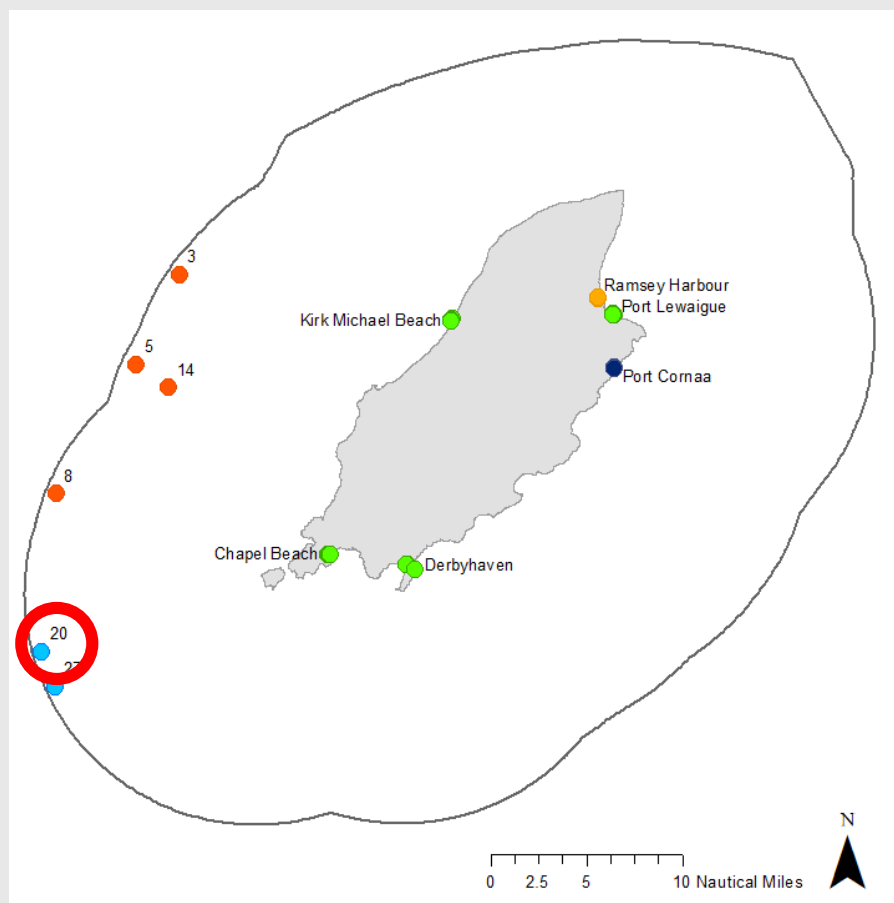 3
Ramsey Harbour
Port Lewaigue
Kirk Michael Beach
5
14
Port Cornaa
8
Chapel Beach
Derbyhaven
20
27
N
0 2.5 5 10 Nautical Miles